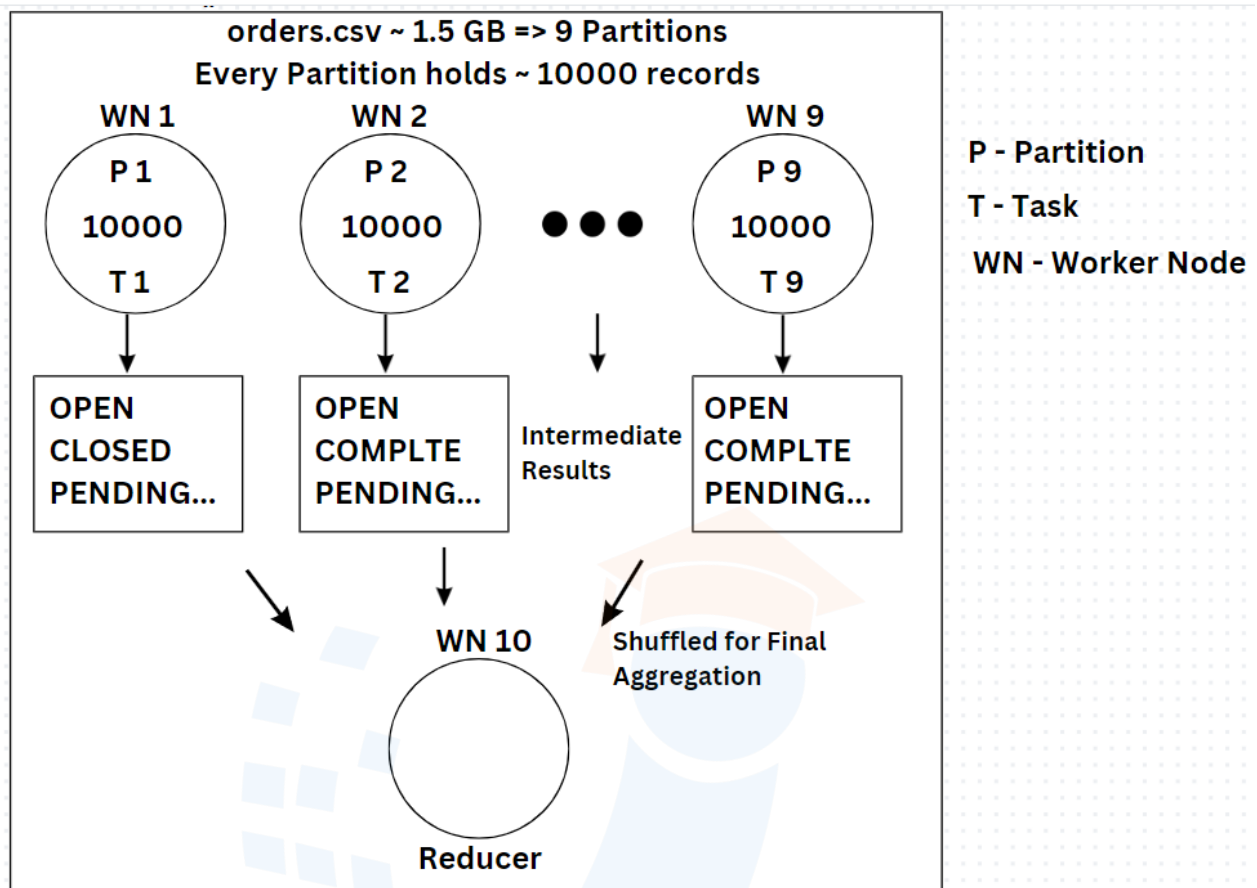 orders.csv ~ 1.5 GB => 9 Partitions
Every Partition holds ~ 10000 records
WN 1
WN 2
WN 9
P 1
10000
T 1
P 2
10000
T 2
P 9
10000
T 9
P - Partition
T - Task
WN - Worker Node
OPEN
CLOSED
PENDING...
OPEN
COMPLTE
PENDING...
Intermediate
Results
OPEN
COMPLTE
PENDING...
WN 10
Shuffled for Final
Aggregation
Reducer